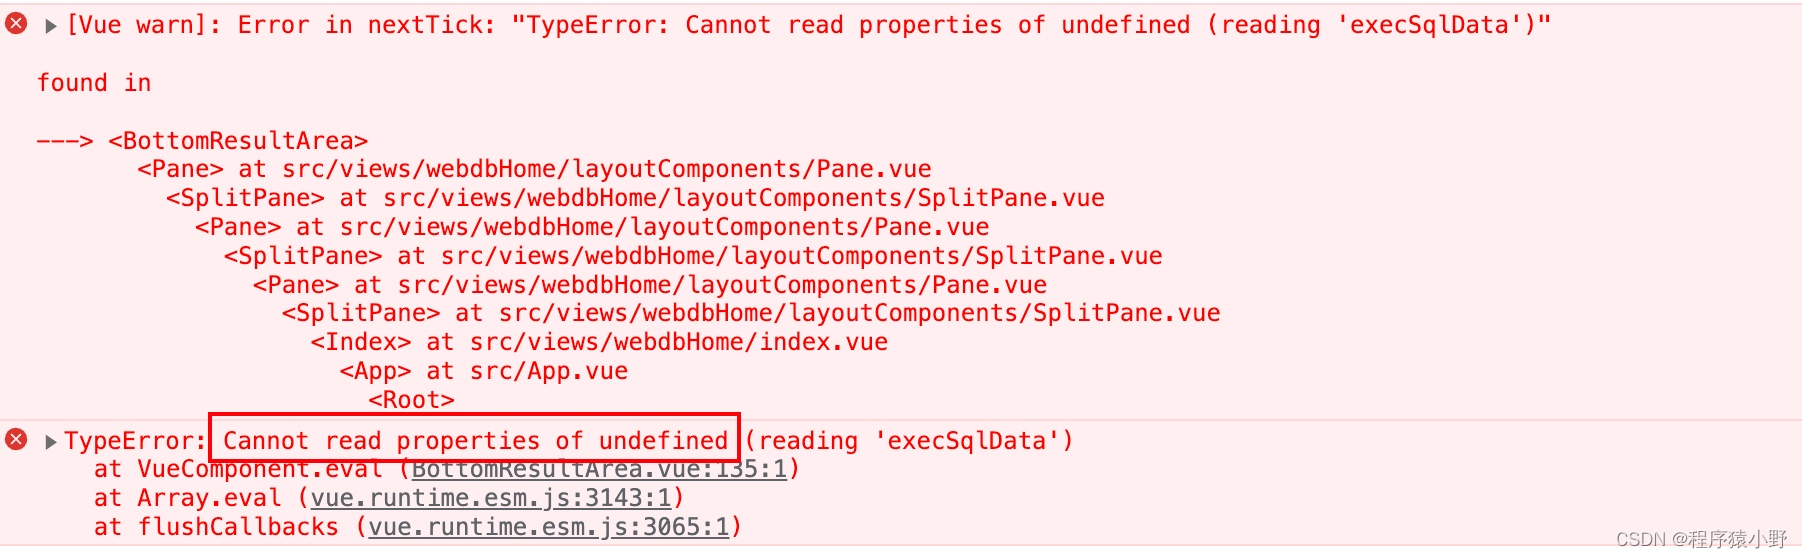 [Vue warn]: Error in nextTick: "TypeError: Cannot read properties of undefined (reading 'execSqlData')"
found in
---> <BottomResultArea>
<Pane> at src/views/webdbHome/layoutComponents/Pane.vue
<SplitPane> at src/views/webdbHome/layoutComponents/SplitPane.vue
<Pane> at src/views/webdbHome/layoutComponents/Pane.vue
<SplitPane> at src/views/webdbHome/layoutComponents/SplitPane.vue
<Pane> at src/views/webdbHome/layoutComponents/Pane.vue
<SplitPane> at src/views/webdbHome/layoutComponents/SplitPane.vue
<Index> at src/views/webdbHome/index.vue
<App> at src/App.vue
<Root>
TypeError: Cannot read properties of undefined (reading 'execSqlData')
at VueComponent.eval (BottomResultArea.vue:135:1)
at Array.eval (vue.runtime.esm.js:3143:1)
at flushCallbacks (vue.runtime.esm.js:3065:1)
CSDN @程序猿小野